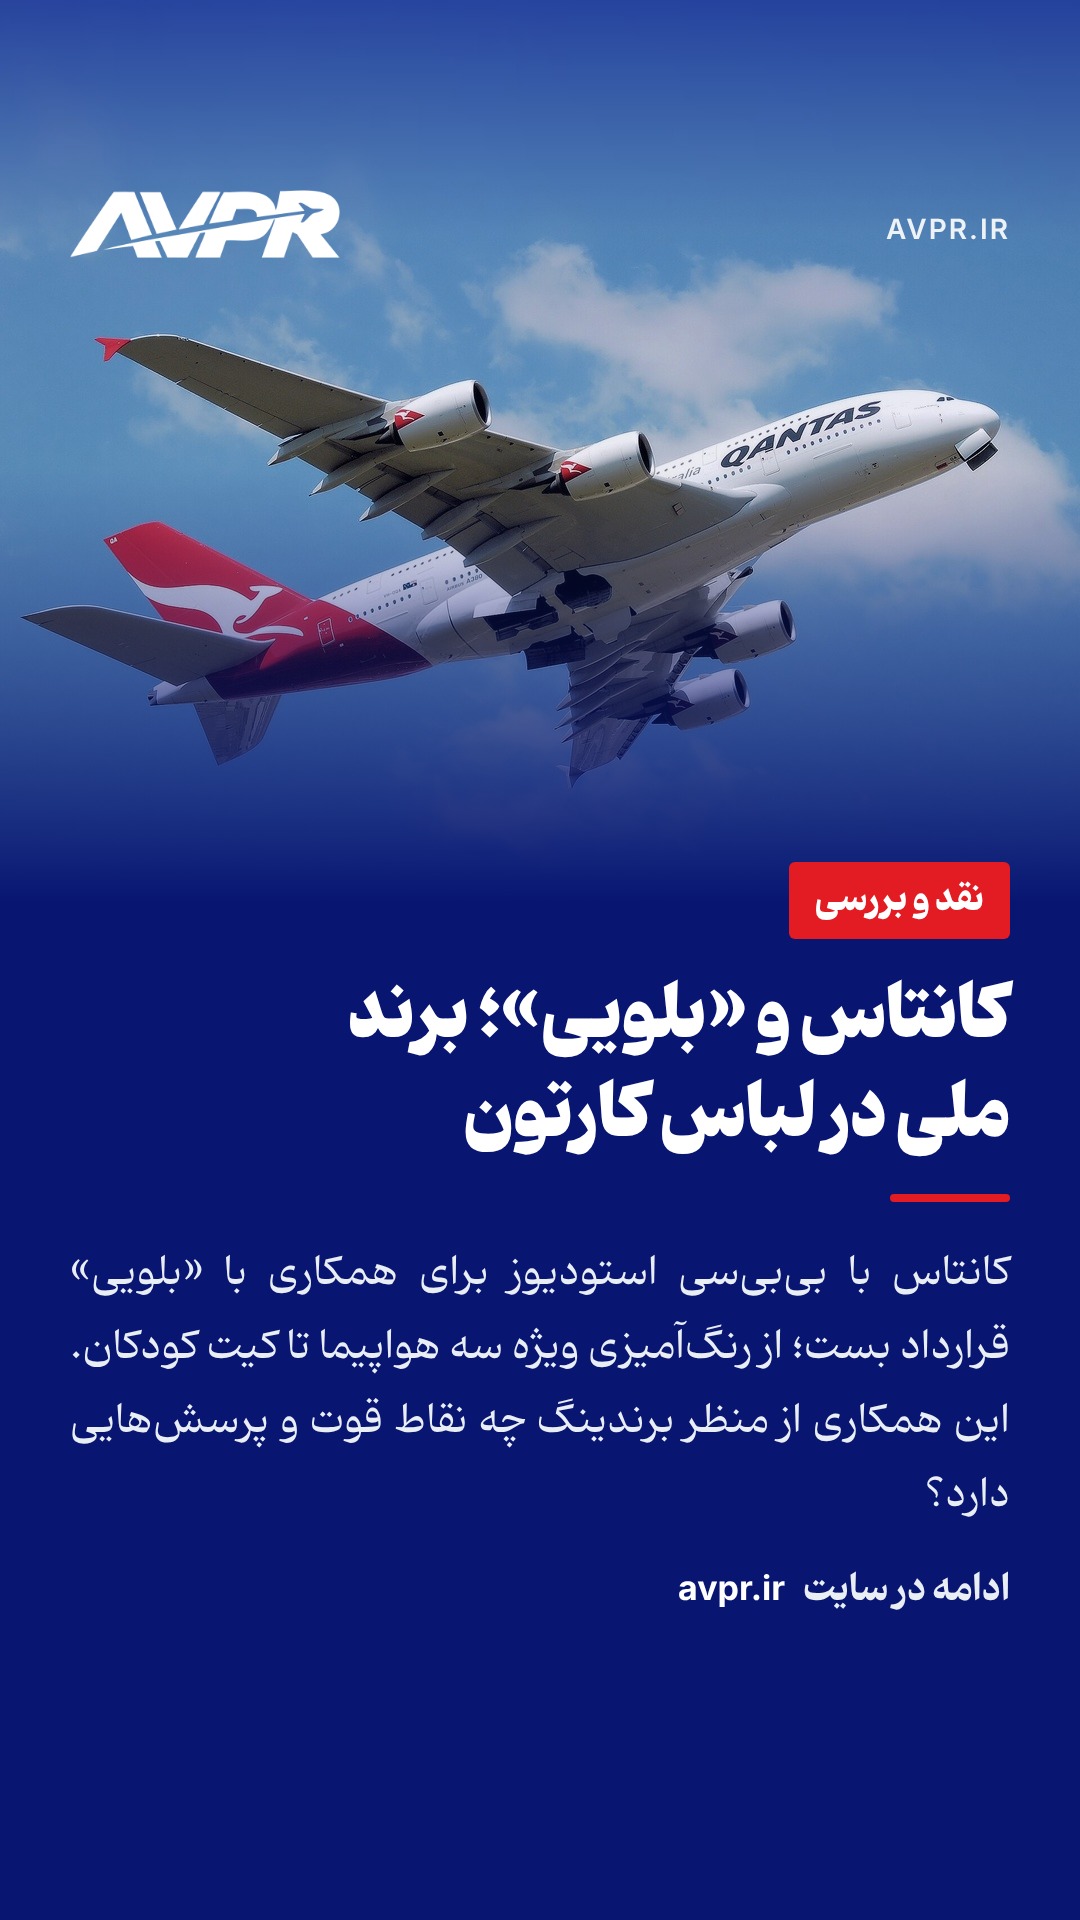 AVPR
AVPR.IR
QANTAS
نقد و بررسی
کانتاس و «بلویی»؛ برند
ملی در لباس کارتون
کانتاس با بی‌بی‌سی استودیوز برای همکاری با «بلویی»
قرارداد بست؛ از رنگ‌آمیزی ویژه سه هواپیما تا کیت کودکان.
این همکاری از منظر برندینگ چه نقاط قوت و پرسش‌هایی
دارد؟
ادامه در سایت avpr.ir